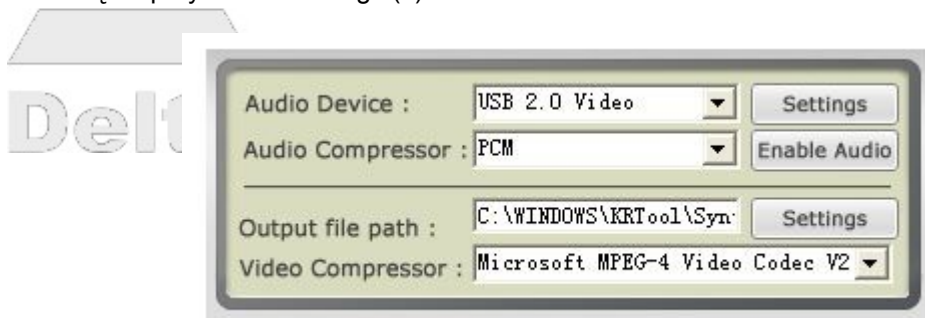 Delt
Audio Device : USB 2.0 Video Settings
Audio Compressor : PCM Enable Audio
Output file path : C:\WINDOWS\KRTool\Syn Settings
Video Compressor : Microsoft MPEG-4 Video Codec V2